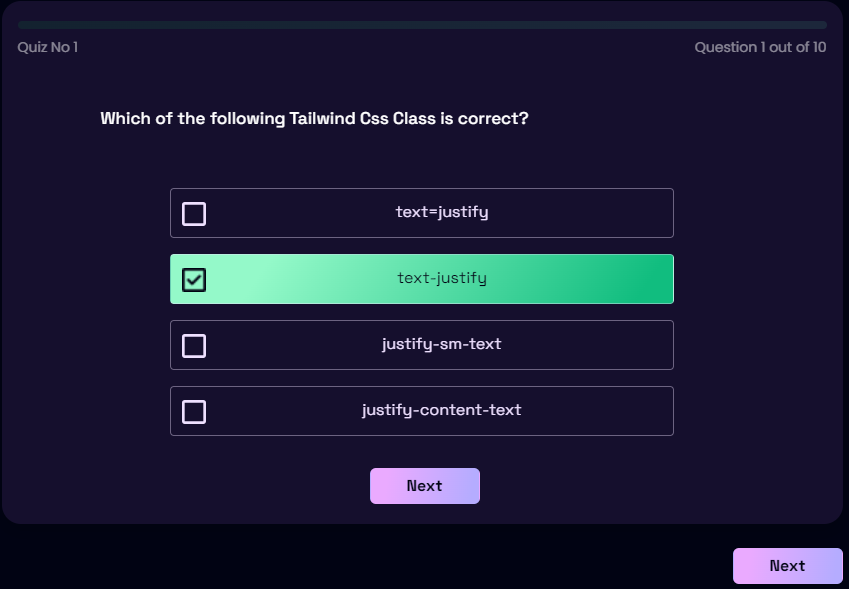 Quiz No 1
Question 1 out of 10
Which of the following Tailwind Css Class is correct?
text=justify
text-justify
justify-sm-text
justify-content-text
Next
Next